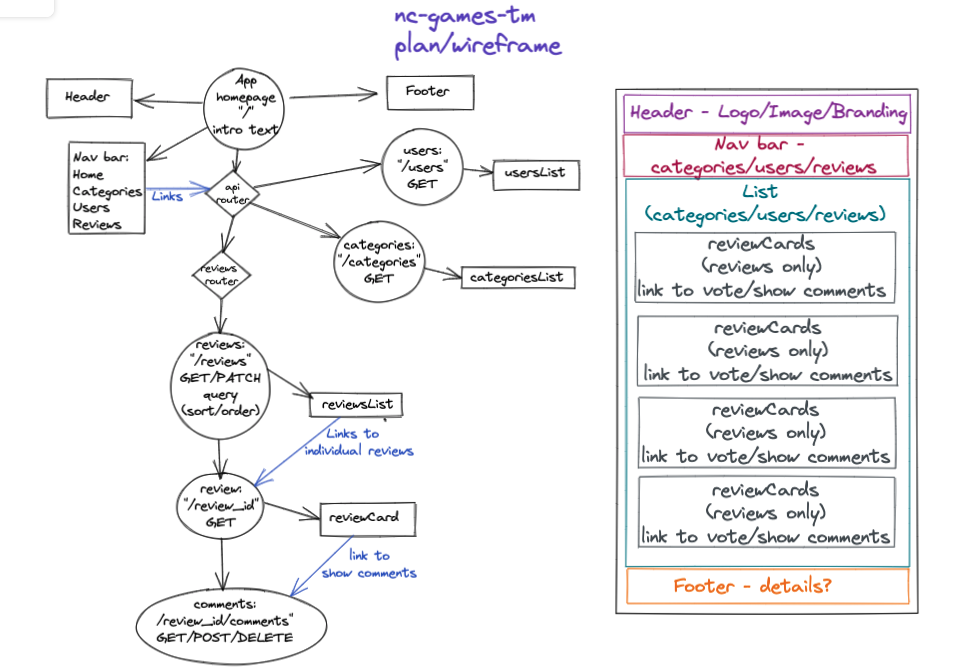 nc-games-tm
plan/wireframe
Header
App
homepage
"/"
intro text
Footer
Nav bar:
Home
Categories
Users
Reviews
Links
api
router
users:
"/users"
GET
usersList
categories:
"/categories"
GET
categoriesList
reviews
router
reviews:
"/reviews"
GET/PATCH
query
(sort/order)
reviewsList
Links to
individual reviews
review:
"/review_id"
GET
reviewCard
link to
show comments
comments:
/review_id/comments"
GET/POST/DELETE
Header - Logo/Image/Branding
Nav bar -
categories/users/reviews
List
(categories/users/reviews)
reviewCards
(reviews only)
link to vote/show comments
reviewCards
(reviews only)
link to vote/show comments
reviewCards
(reviews only)
link to vote/show comments
reviewCards
(reviews only)
link to vote/show comments
Footer - details?